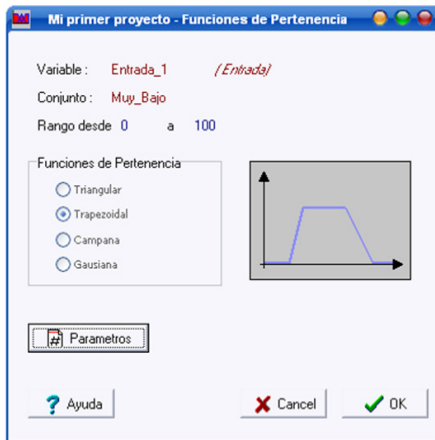 Mi primer proyecto - Funciones de Pertenencia
Variable : Entrada_1 (Entrada)
Conjunto : Muy_Bajo
Rango desde 0 a 100
Funciones de Pertenencia
Triangular
Trapezoidal
Campana
Gausiana
# Parametros
? Ayuda
Cancel
OK